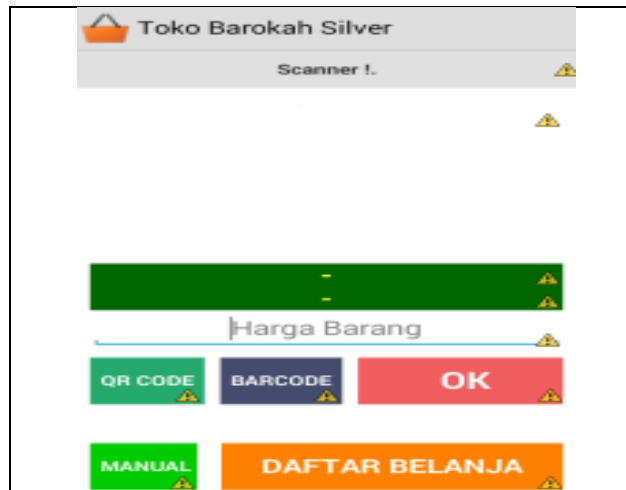 Toko Barokah Silver
Scanner !.
-
-
Harga Barang
QR CODE BARCODE OK
MANUAL DAFTAR BELANJA